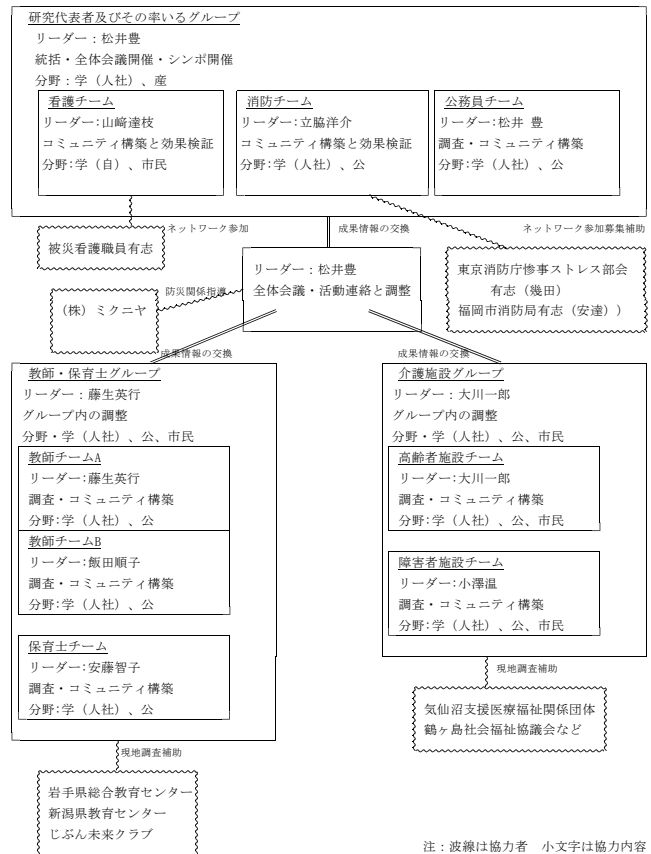 研究代表者及びその率いるグループ
リーダー：松井豊
統括・全体会議開催・シンポ開催
分野：学（人社）、産
看護チーム
リーダー:山﨑達枝
コミュニティ構築と効果検証
分野:学（自）、市民
消防チーム
リーダー:立脇洋介
コミュニティ構築と効果検証
分野:学（人社）、公
公務員チーム
リーダー:松井 豊
調査・コミュニティ構築
分野:学（人社）、公
ネットワーク参加
成果情報の交換
ネットワーク参加募集補助
被災看護職員有志
リーダー：松井豊
全体会議・活動連絡と調整
東京消防庁惨事ストレス部会
有志（幾田）
福岡市消防局有志（安達））
防災関係指導
（株）ミクニヤ
成果情報の交換
成果情報の交換
教師・保育士グループ
リーダー：藤生英行
グループ内の調整
分野・学（人社）、公、市民
教師チームA
リーダー:藤生英行
調査・コミュニティ構築
分野:学（人社）、公
教師チームB
リーダー:飯田順子
調査・コミュニティ構築
分野:学（人社）、公
保育士チーム
リーダー:安藤智子
調査・コミュニティ構築
分野:学（人社）、公
現地調査補助
岩手県総合教育センター
新潟県教育センター
じぶん未来クラブ
介護施設グループ
リーダー：大川一郎
グループ内の調整
分野・学（人社）、公、市民
高齢者施設チーム
リーダー:大川一郎
調査・コミュニティ構築
分野:学（人社）、公、市民
障害者施設チーム
リーダー:小澤温
調査・コミュニティ構築
分野:学（人社）、公、市民
現地調査補助
気仙沼支援医療福祉関係団体
鶴ヶ島社会福祉協議会など
注：波線は協力者　小文字は協力内容